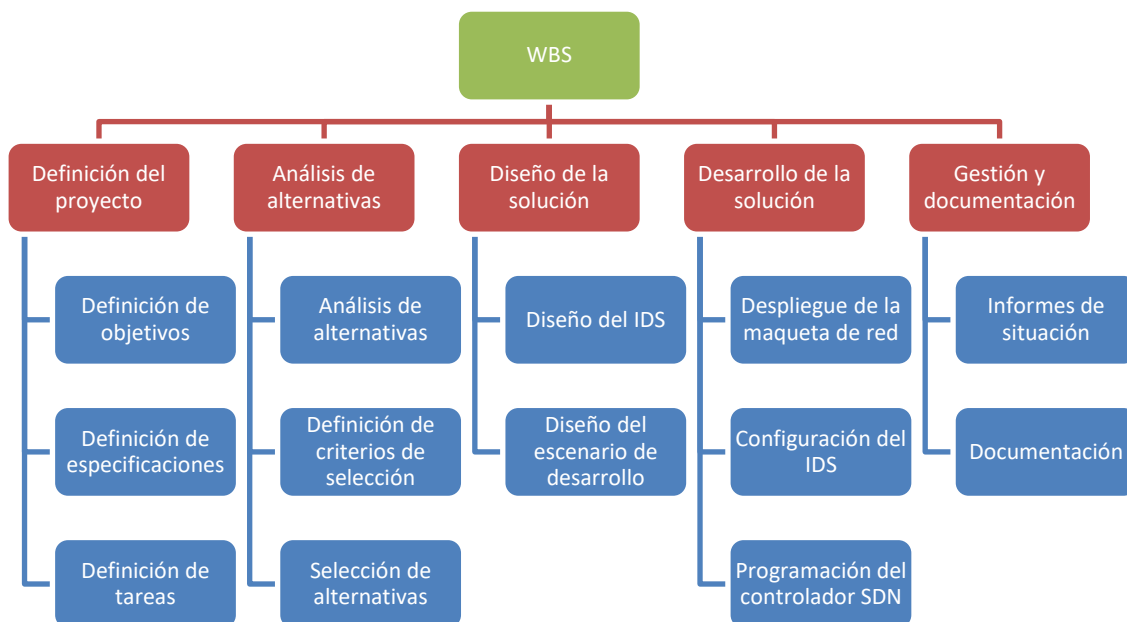 WBS
Definición del
proyecto
Análisis de
alternativas
Diseño de la
solución
Desarrollo de la
solución
Gestión y
documentación
Definición de
objetivos
Definición de
especificaciones
Definición de
tareas
Análisis de
alternativas
Definición de
criterios de
selección
Selección de
alternativas
Diseño del IDS
Diseño del
escenario de
desarrollo
Despliegue de la
maqueta de red
Configuración del
IDS
Programación del
controlador SDN
Informes de
situación
Documentación